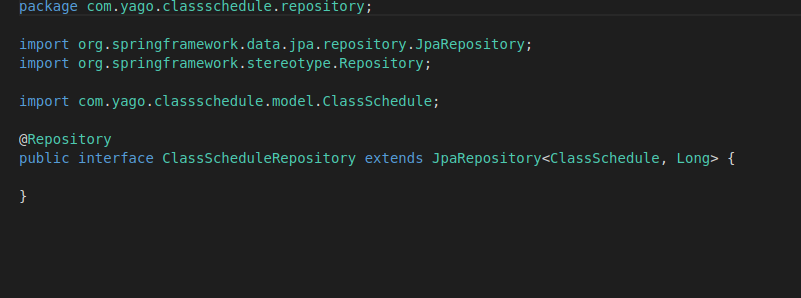 package com.yago.classschedule.repository;
import org.springframework.data.jpa.repository.JpaRepository;
import org.springframework.stereotype.Repository;
import com.yago.classschedule.model.ClassSchedule;
@Repository
public interface ClassScheduleRepository extends JpaRepository<ClassSchedule, Long> {
}